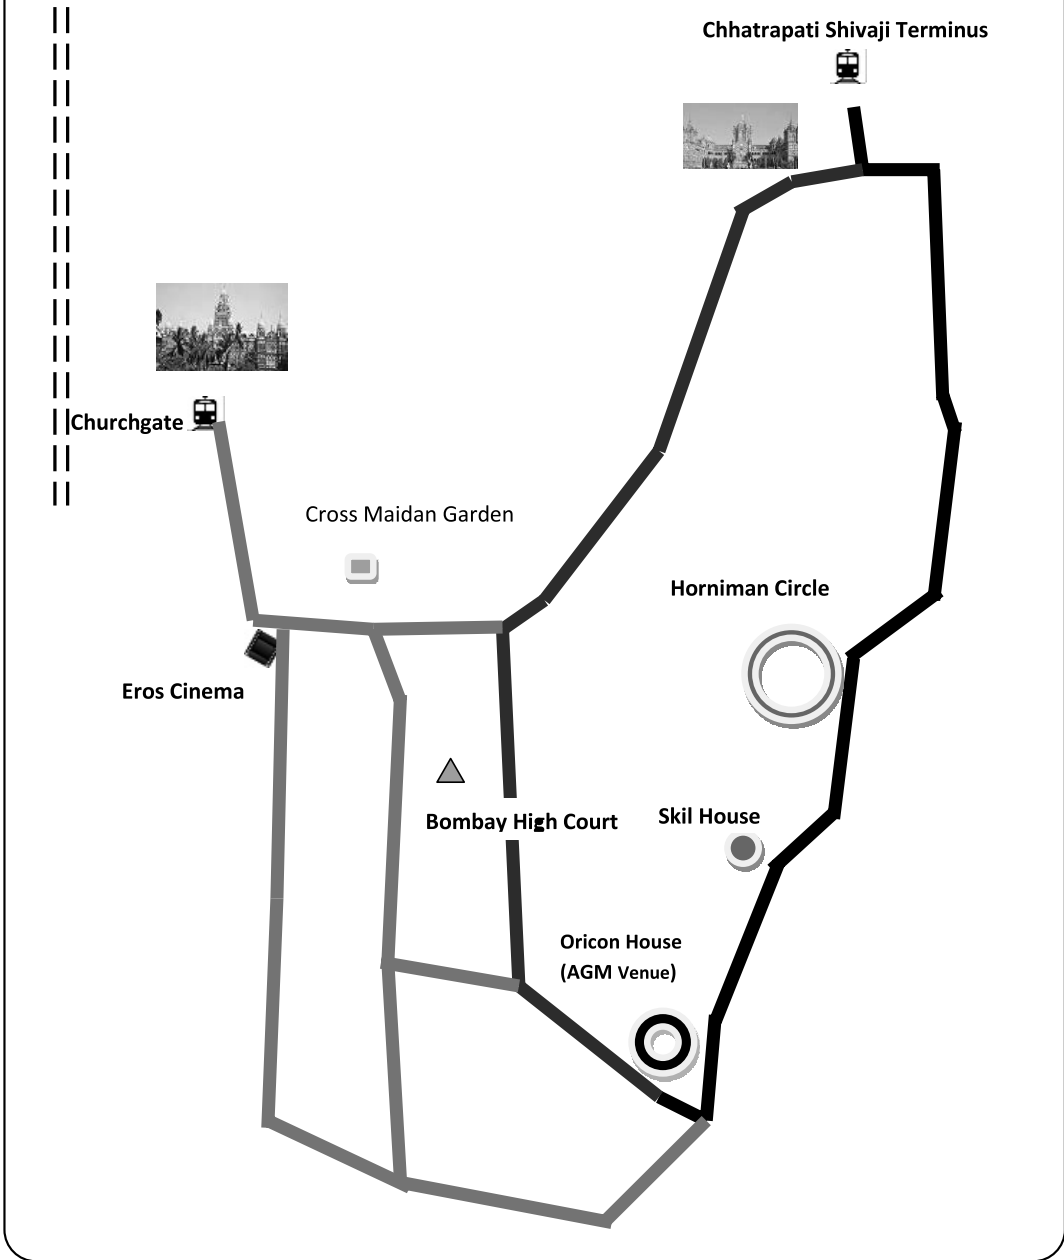 Chhatrapati Shivaji Terminus
Churchgate
Cross Maidan Garden
Horniman Circle
Eros Cinema
Bombay High Court
Skil House
Oricon House
(AGM Venue)